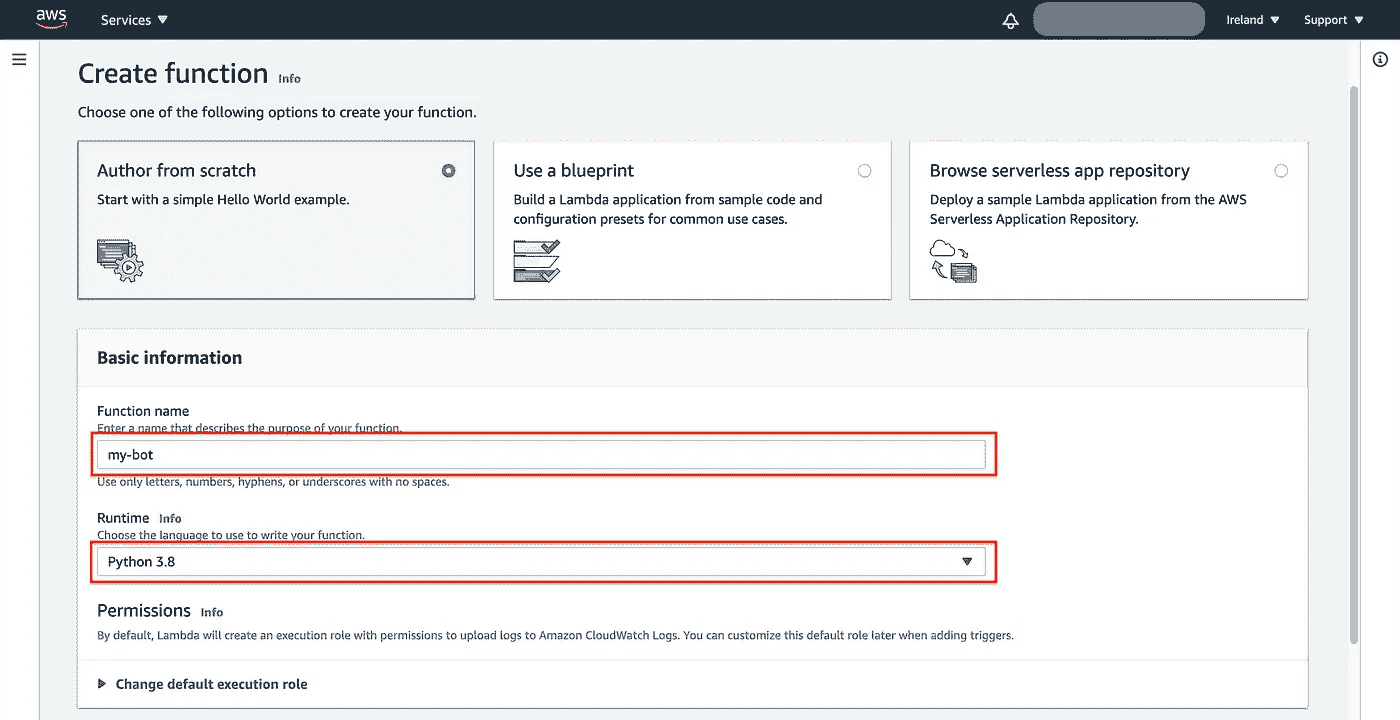 aws Services Ireland Support
Create function Info
Choose one of the following options to create your function.
Author from scratch
Start with a simple Hello World example.
Use a blueprint
Build a Lambda application from sample code and
configuration presets for common use cases.
Browse serverless app repository
Deploy a sample Lambda application from the AWS
Serverless Application Repository.
Basic information
Function name
Enter a name that describes the purpose of your function.
my-bot
Use only letters, numbers, hyphens, or underscores with no spaces.
Runtime Info
Choose the language to use to write your function.
Python 3.8
Permissions Info
By default, Lambda will create an execution role with permissions to upload logs to Amazon CloudWatch Logs. You can customize this default role later when adding triggers.
Change default execution role